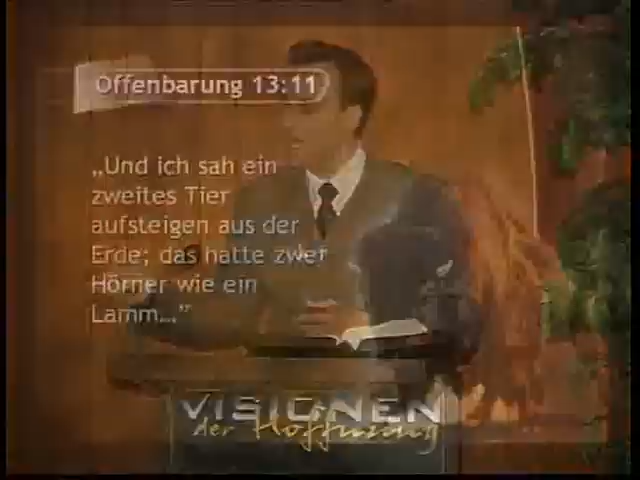 Offenbarung 13:11
„Und ich sah ein
zweites Tier
aufsteigen aus der
Erde; das hatte zwei
Hörner wie ein
Lamm…”
VISIONEN
der Hoffnung